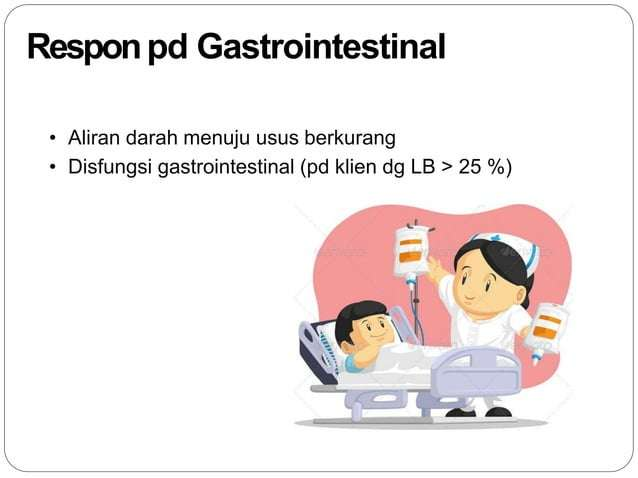 Respon pd Gastrointestinal
• Aliran darah menuju usus berkurang
• Disfungsi gastrointestinal (pd klien dg LB > 25 %)